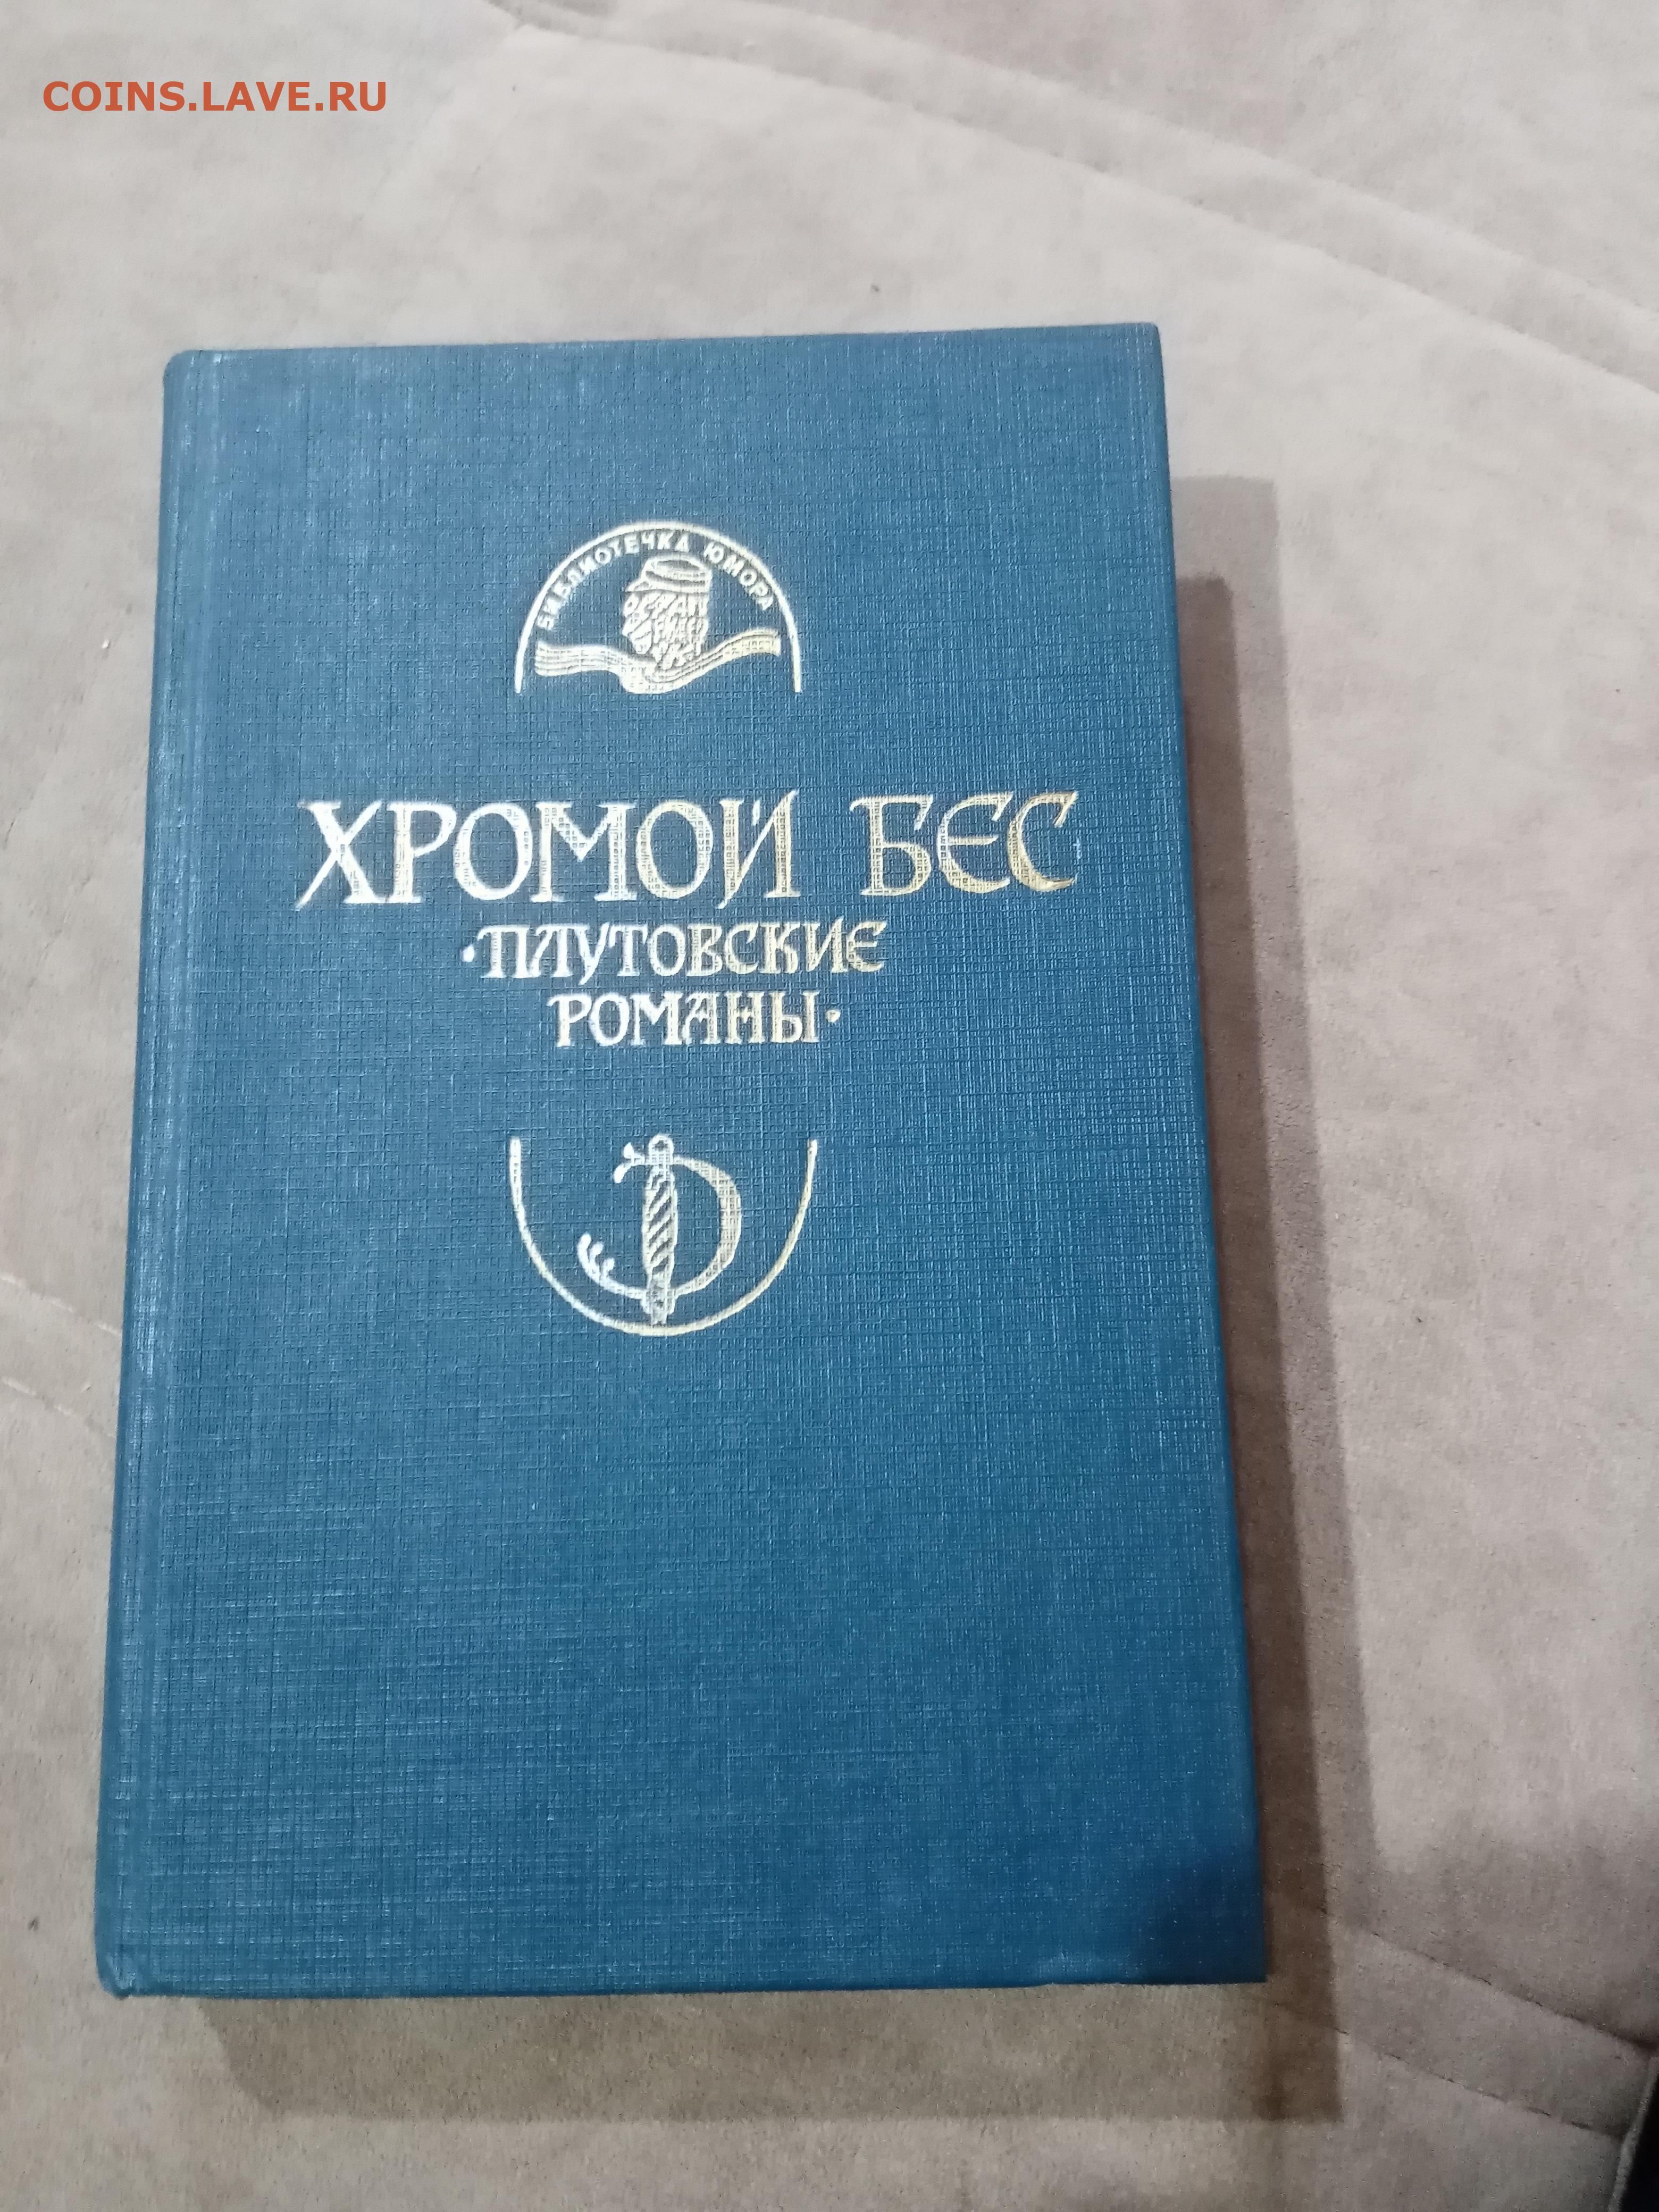 COINS.LAVE.RU
БИБЛИОТЕЧКА ЮМОРА
ХРОМОЙ БЕС
·ПЛУТОВСКИЕ
РОМАНЫ·